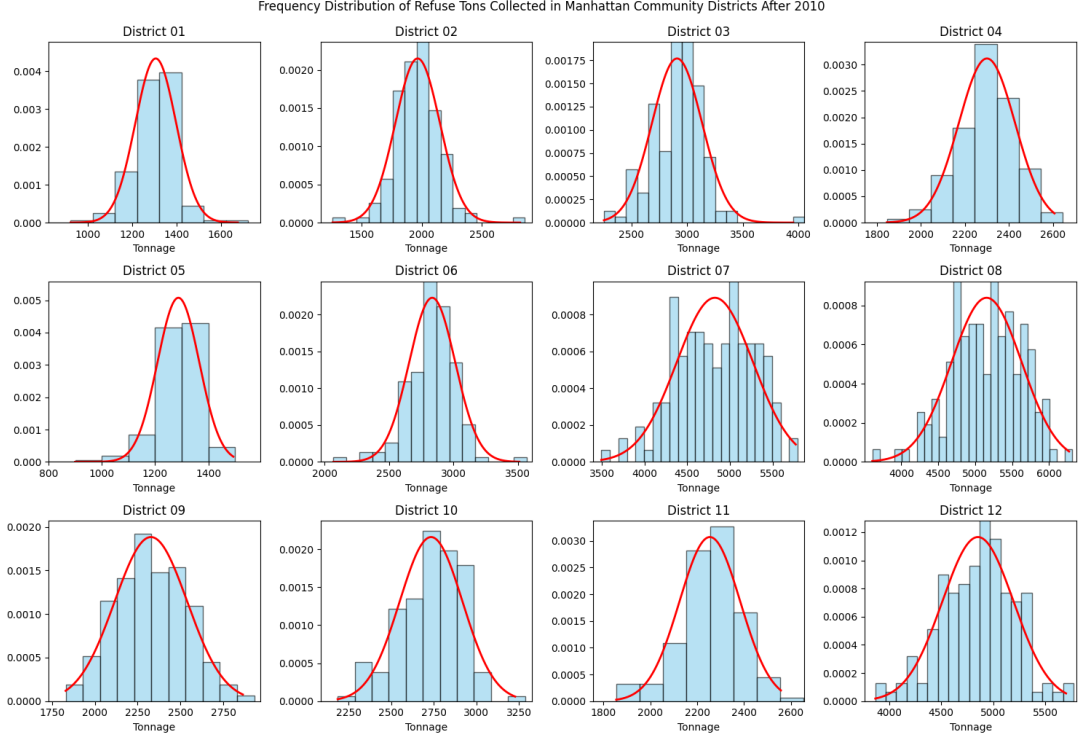 Frequency Distribution of Refuse Tons Collected in Manhattan Community Districts After 2010
District 01
0.004
0.003
0.002
0.001
0.000
1000 1200 1400 1600
Tonnage
District 02
0.0020
0.0015
0.0010
0.0005
0.0000
1500 2000 2500
Tonnage
District 03
0.00175
0.00150
0.00125
0.00100
0.00075
0.00050
0.00025
0.00000
2500 3000 3500 4000
Tonnage
District 04
0.0030
0.0025
0.0020
0.0015
0.0010
0.0005
0.0000
1800 2000 2200 2400 2600
Tonnage
District 05
0.005
0.004
0.003
0.002
0.001
0.000
800 1000 1200 1400
Tonnage
District 06
0.0020
0.0015
0.0010
0.0005
0.0000
2000 2500 3000 3500
Tonnage
District 07
0.0008
0.0006
0.0004
0.0002
0.0000
3500 4000 4500 5000 5500
Tonnage
District 08
0.0008
0.0006
0.0004
0.0002
0.0000
4000 4500 5000 5500 6000
Tonnage
District 09
0.0020
0.0015
0.0010
0.0005
0.0000
1750 2000 2250 2500 2750
Tonnage
District 10
0.0020
0.0015
0.0010
0.0005
0.0000
2250 2500 2750 3000 3250
Tonnage
District 11
0.0030
0.0025
0.0020
0.0015
0.0010
0.0005
0.0000
1800 2000 2200 2400 2600
Tonnage
District 12
0.0012
0.0010
0.0008
0.0006
0.0004
0.0002
0.0000
4000 4500 5000 5500
Tonnage